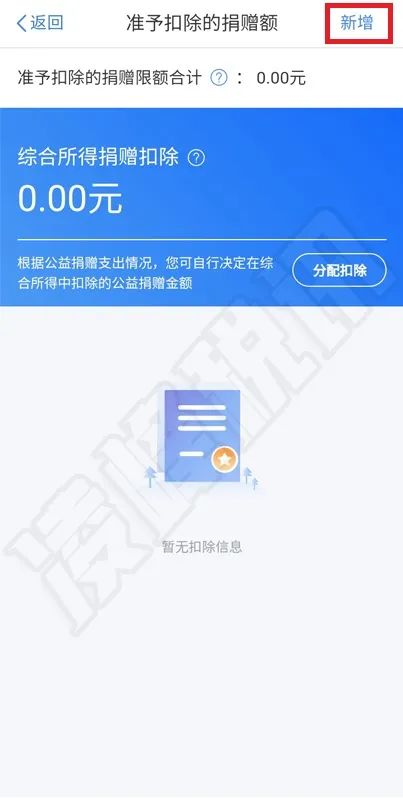 返回
准予扣除的捐赠额
新增
准予扣除的捐赠限额合计 ? ： 0.00元
综合所得捐赠扣除 ?
0.00元
根据公益捐赠支出情况，您可自行决定在综
合所得中扣除的公益捐赠金额
分配扣除
暂无扣除信息